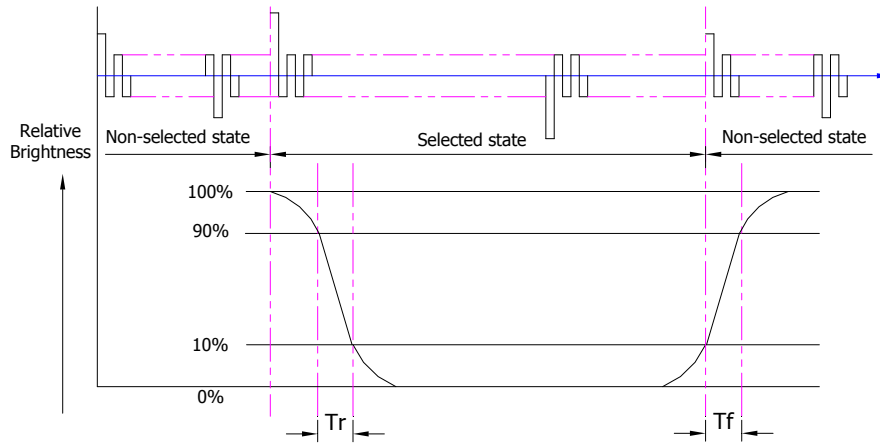 Relative
Brightness
Non-selected state
Selected state
Non-selected state
100%
90%
10%
0%
Tr
Tf